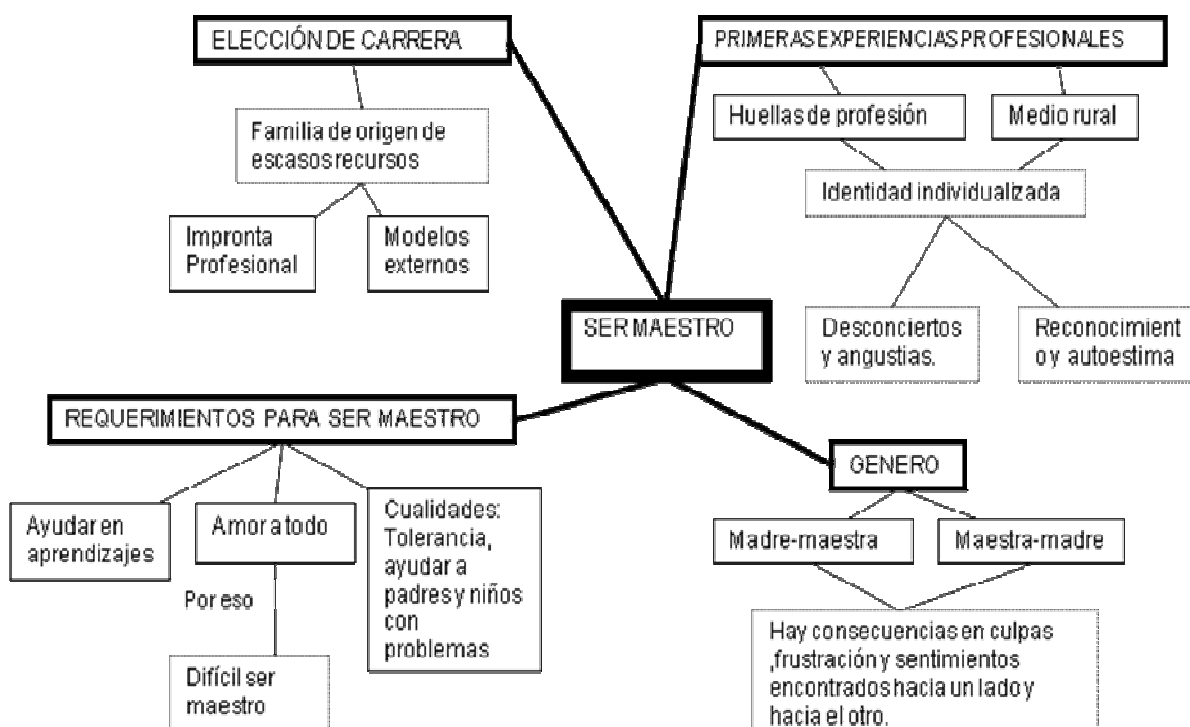 ELECCIÓN DE CARRERA
Familia de origen de
escasos recursos
Impronta
Profesional
Modelos
externos
PRIMERAS EXPERIENCIAS PROFESIONALES
Huellas de profesión
Medio rural
Identidad individualizada
Desconciertos
y angustias.
Reconocimient
o y autoestima
SER MAESTRO
REQUERIMIENTOS PARA SER MAESTRO
Ayudar en
aprendizajes
Amor a todo
Por eso
Difícil ser
maestro
Cualidades:
Tolerancia,
ayudar a
padres y niños
con
problemas
GENERO
Madre-maestra
Maestra-madre
Hay consecuencias en culpas
,frustración y sentimientos
encontrados hacia un lado y
hacia el otro.